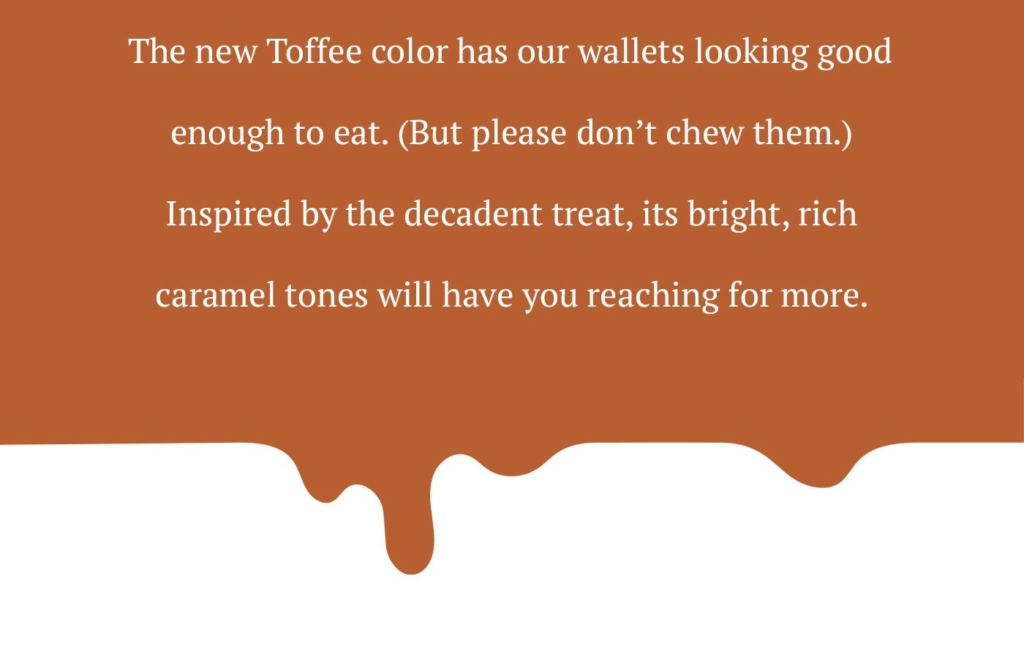 The new Toffee color has our wallets looking good
enough to eat. (But please don’t chew them.)
Inspired by the decadent treat, its bright, rich
caramel tones will have you reaching for more.